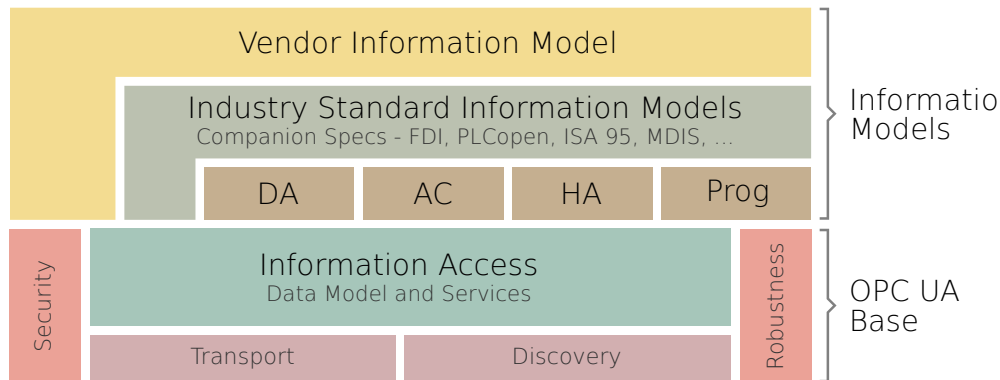 Vendor Information Model
Industry Standard Information Models
Companion Specs - FDI, PLCopen, ISA 95, MDIS, ...
DA
AC
HA
Prog
Informatio
Models
Security
Information Access
Data Model and Services
Transport
Discovery
Robustness
OPC UA
Base